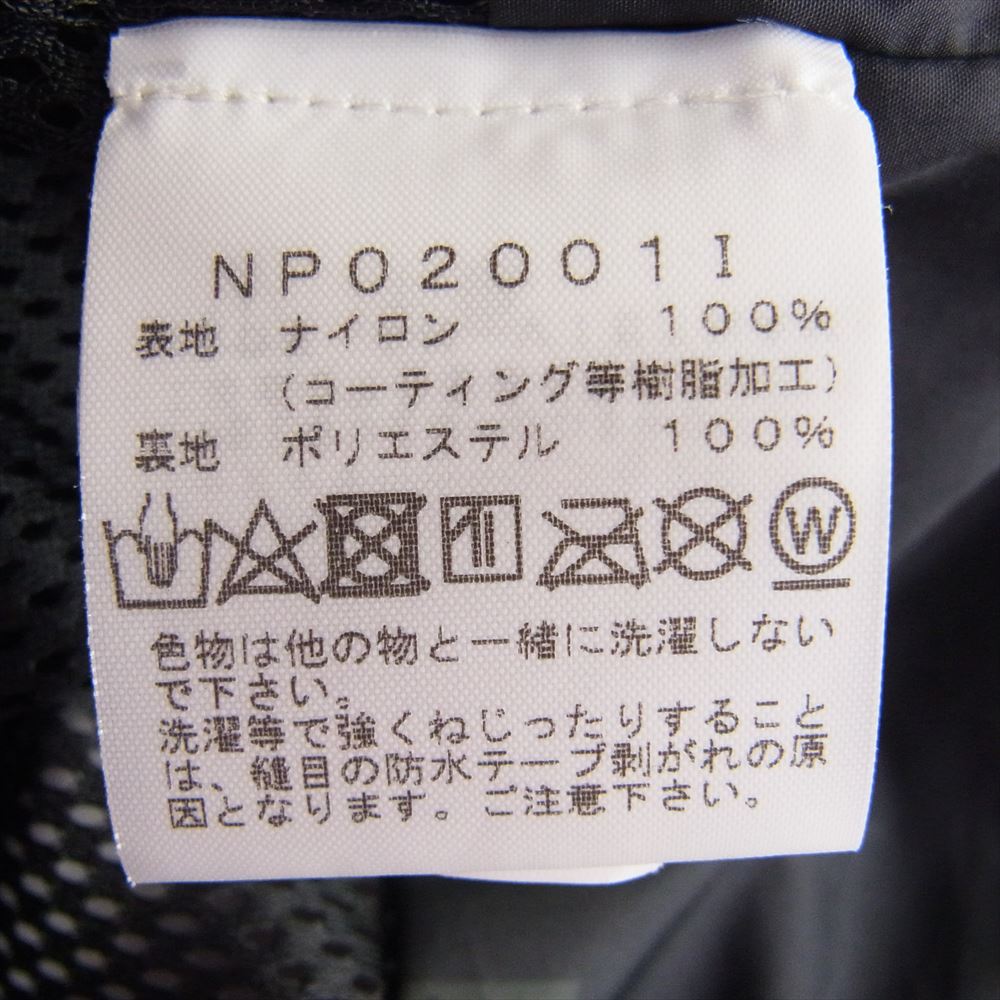 NP02001I
表地 ナイロン 100%
(コーティング等樹脂加工)
裏地 ポリエステル 100%
W
色物は他の物と一緒に洗濯しない
で下さい。
洗濯等で強くねじったりすること
は、縫目の防水テープ剥がれの原
因となります。ご注意下さい。